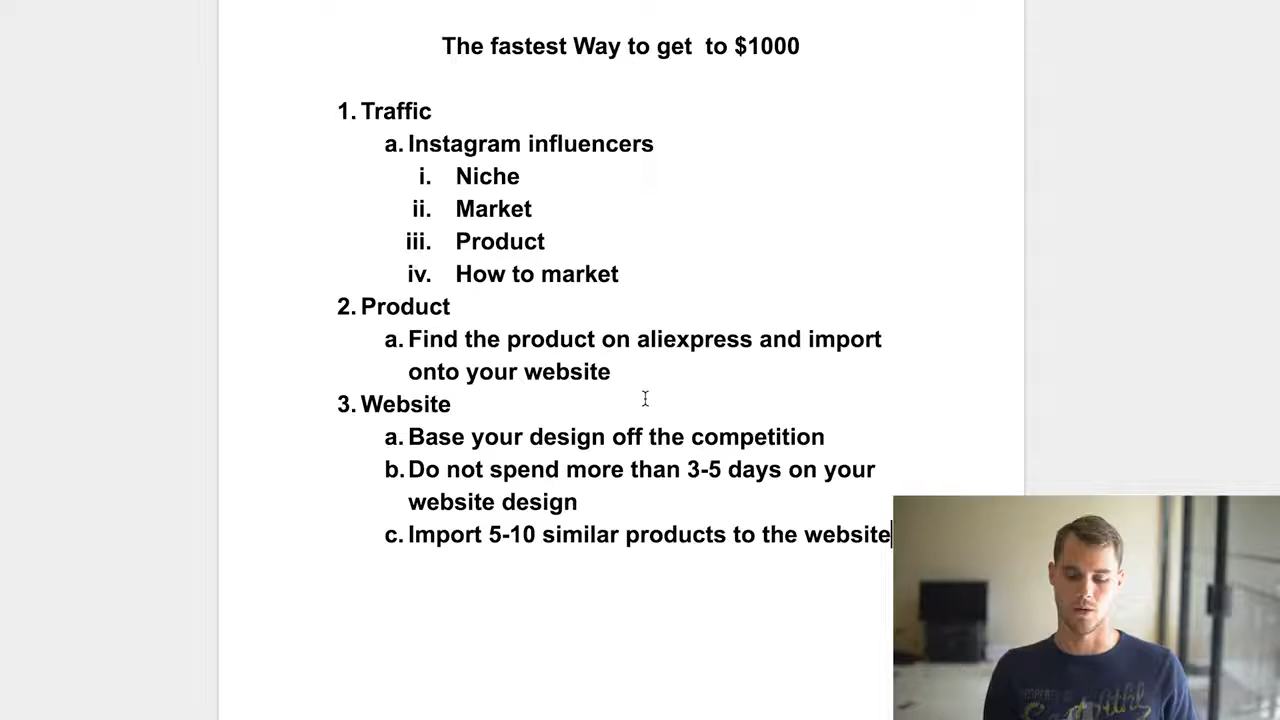 The fastest Way to get  to $1000
1. Traffic
a. Instagram influencers
i. Niche
ii. Market
iii. Product
iv. How to market
2. Product
a. Find the product on aliexpress and import
onto your website
3. Website
a. Base your design off the competition
b. Do not spend more than 3-5 days on your
website design
c. Import 5-10 similar products to the website